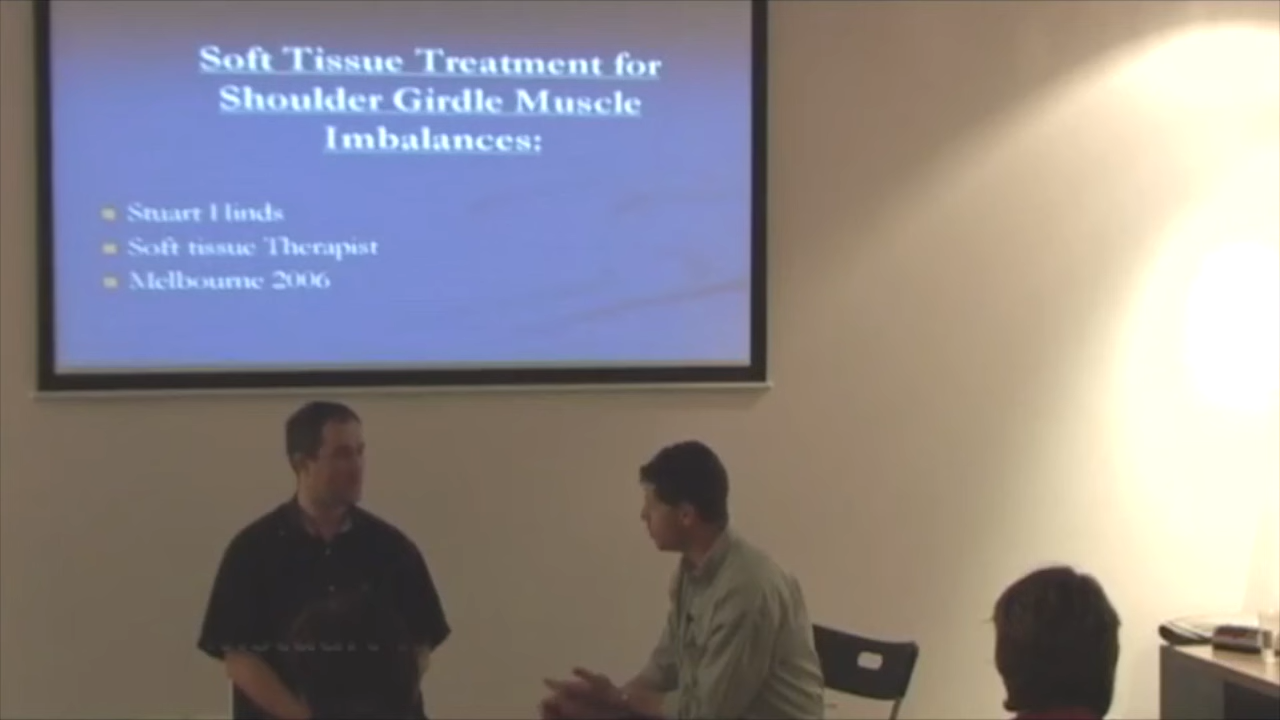 Soft Tissue Treatment for
Shoulder Girdle Muscle
Imbalances:
Stuart Hinds
Soft tissue Therapist
Melbourne 2006